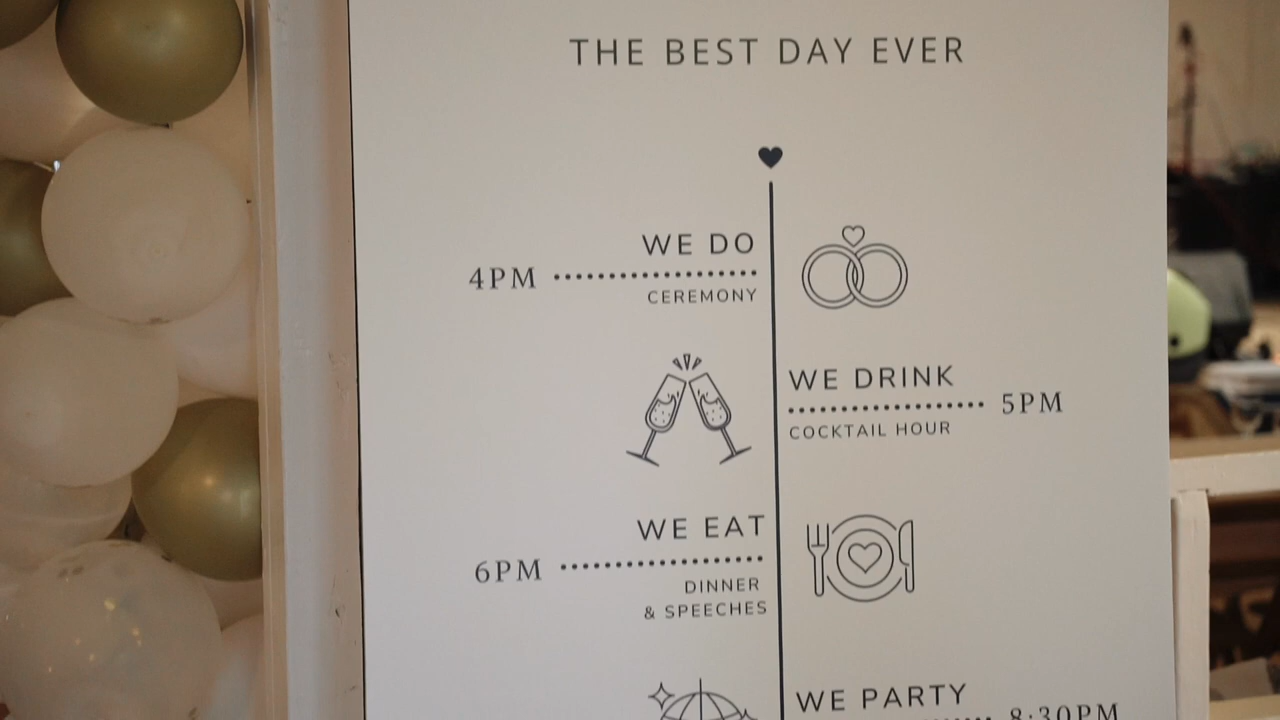 THE BEST DAY EVER
WE DO
4PM
CEREMONY
WE DRINK
5PM
COCKTAIL HOUR
WE EAT
6PM
DINNER
& SPEECHES
WE PARTY
8:30PM